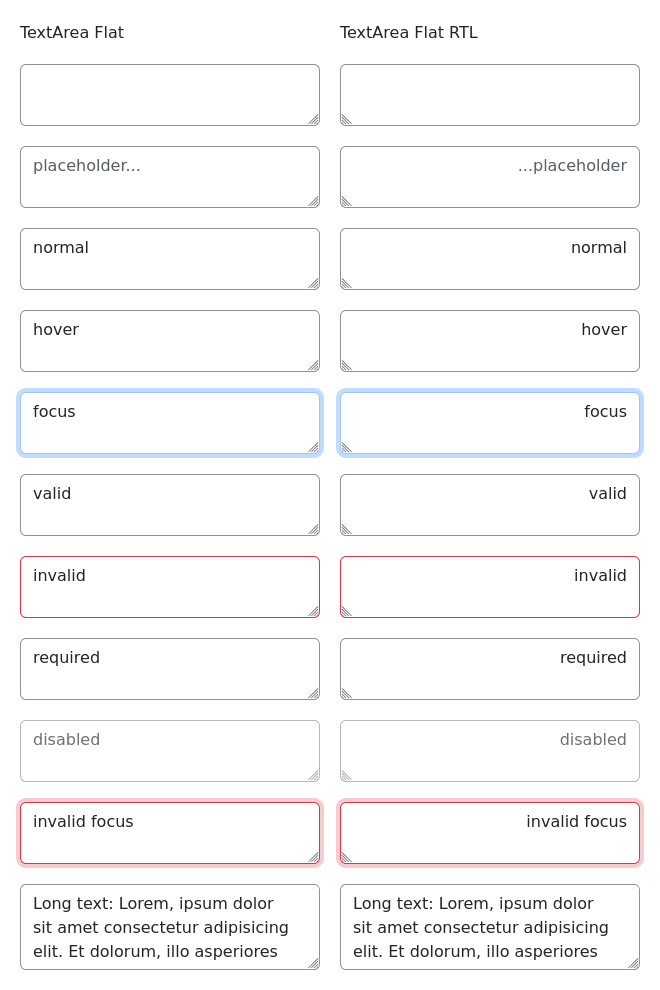 TextArea Flat
TextArea Flat RTL
placeholder...
...placeholder
normal
normal
hover
hover
focus
focus
valid
valid
invalid
invalid
required
required
disabled
disabled
invalid focus
invalid focus
Long text: Lorem, ipsum dolor
sit amet consectetur adipisicing
elit. Et dolorum, illo asperiores
Long text: Lorem, ipsum dolor
sit amet consectetur adipisicing
elit. Et dolorum, illo asperiores